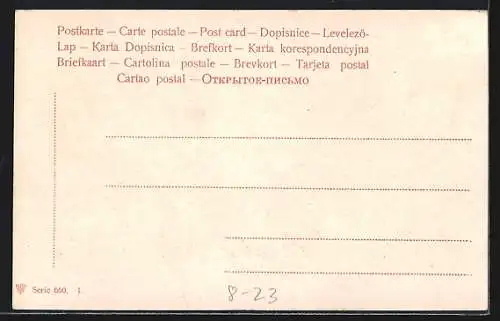 Postkarte — Carte postale — Post card — Dopisnice — Levelező-
Lap — Karta Dopisnica — Brefkort — Karta korespondencyjna
Briefkaart — Cartolina postale — Brevkort — Tarjeta postal
Cartao postal — Открытое-письмо
Serie 660, 1
8-23